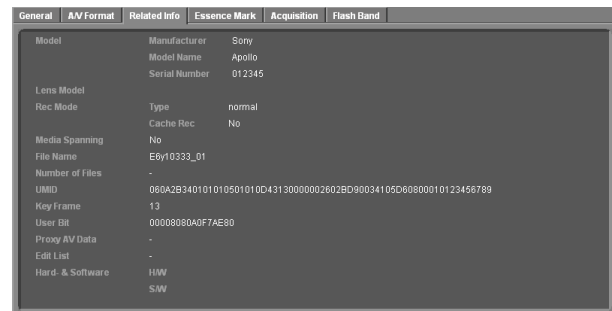 General A/V Format Related Info Essence Mark Acquisition Flash Band
Model Manufacturer Sony
Model Name Apollo
Serial Number 012345
Lens Model
Rec Mode Type normal
Cache Rec No
Media Spanning No
File Name E6y10333_01
Number of Files -
UMID 060A2B340101010501010D43130000002602BD90034105D60800010123456789
Key Frame 13
User Bit 00008080A0F7AE80
Proxy AV Data -
Edit List -
Hard- & Software H/W
S/W